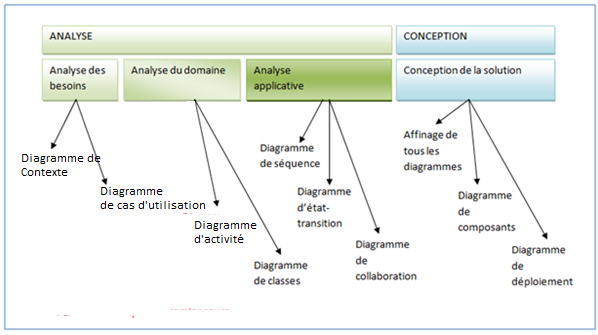 ANALYSE
CONCEPTION
Analyse des
besoins
Analyse du domaine
Analyse
applicative
Conception de la solution
Diagramme de
Contexte
Diagramme
de cas d'utilisation
Diagramme
d'activité
Diagramme
de classes
Diagramme
de séquence
Diagramme
d'état-
transition
Diagramme
de
collaboration
Affinage de
tous les
diagrammes
Diagramme
de
composants
Diagramme
de
déploiement